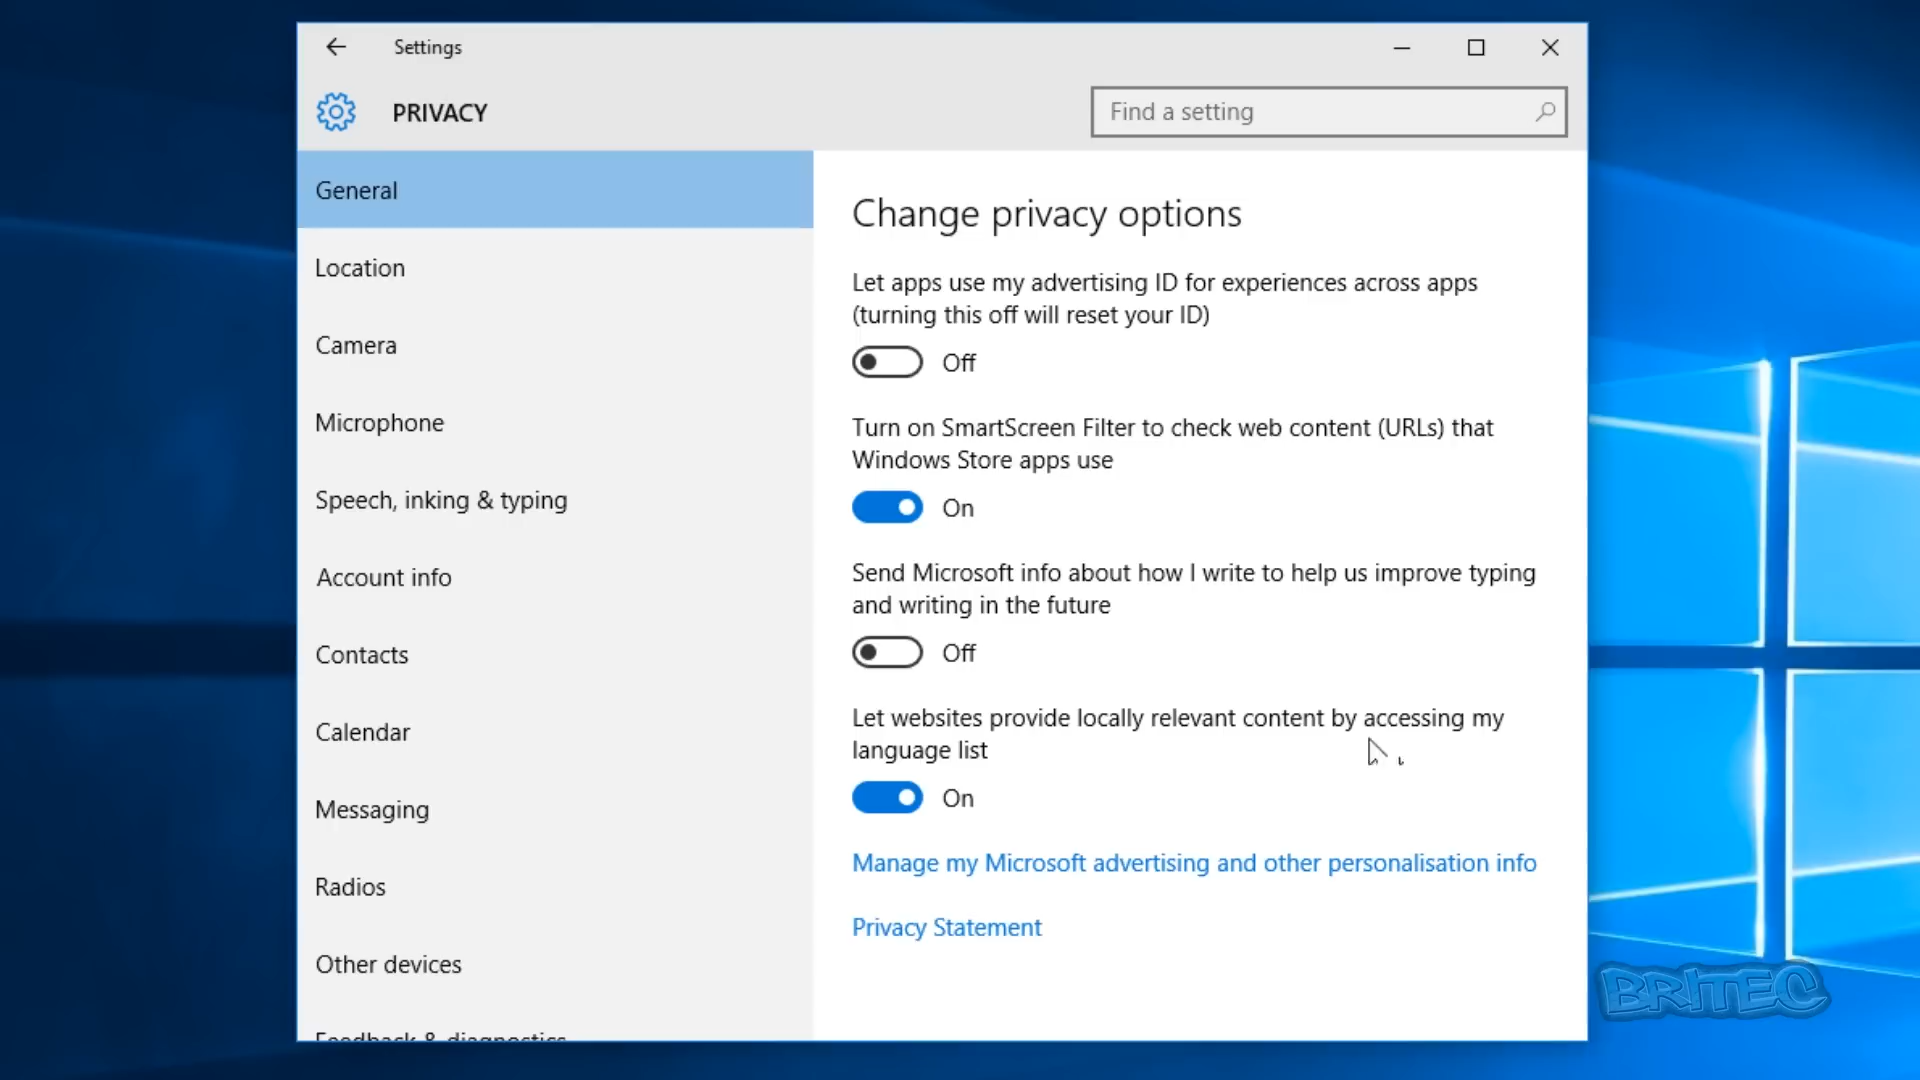 Settings
PRIVACY
Find a setting
General
Location
Camera
Microphone
Speech, inking & typing
Account info
Contacts
Calendar
Messaging
Radios
Other devices
Feedback & diagnostics
Change privacy options
Let apps use my advertising ID for experiences across apps
(turning this off will reset your ID)
Off
Turn on SmartScreen Filter to check web content (URLs) that
Windows Store apps use
On
Send Microsoft info about how I write to help us improve typing
and writing in the future
Off
Let websites provide locally relevant content by accessing my
language list
On
Manage my Microsoft advertising and other personalisation info
Privacy Statement
BRITEC